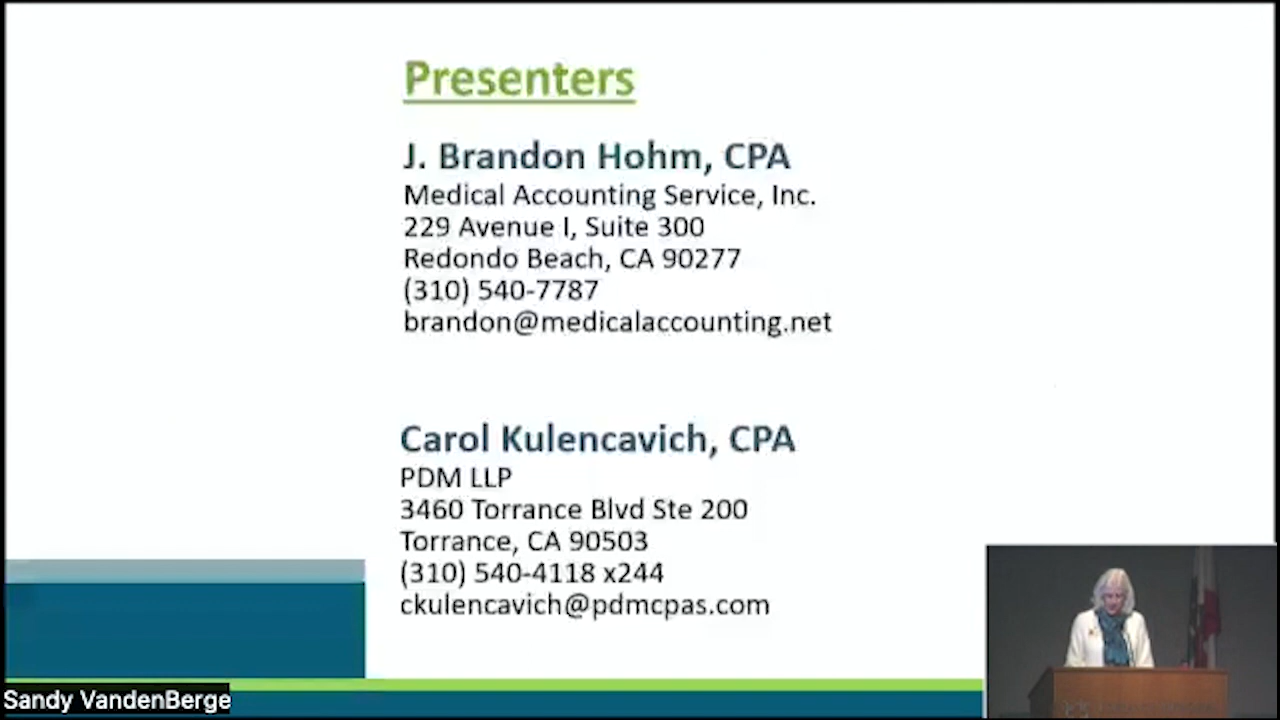 Presenters
J. Brandon Hohm, CPA
Medical Accounting Service, Inc.
229 Avenue I, Suite 300
Redondo Beach, CA 90277
(310) 540-7787
brandon@medicalaccounting.net
Carol Kulencavich, CPA
PDM LLP
3460 Torrance Blvd Ste 200
Torrance, CA 90503
(310) 540-4118 x244
ckulencavich@pdmcpas.com
Sandy VandenBerge